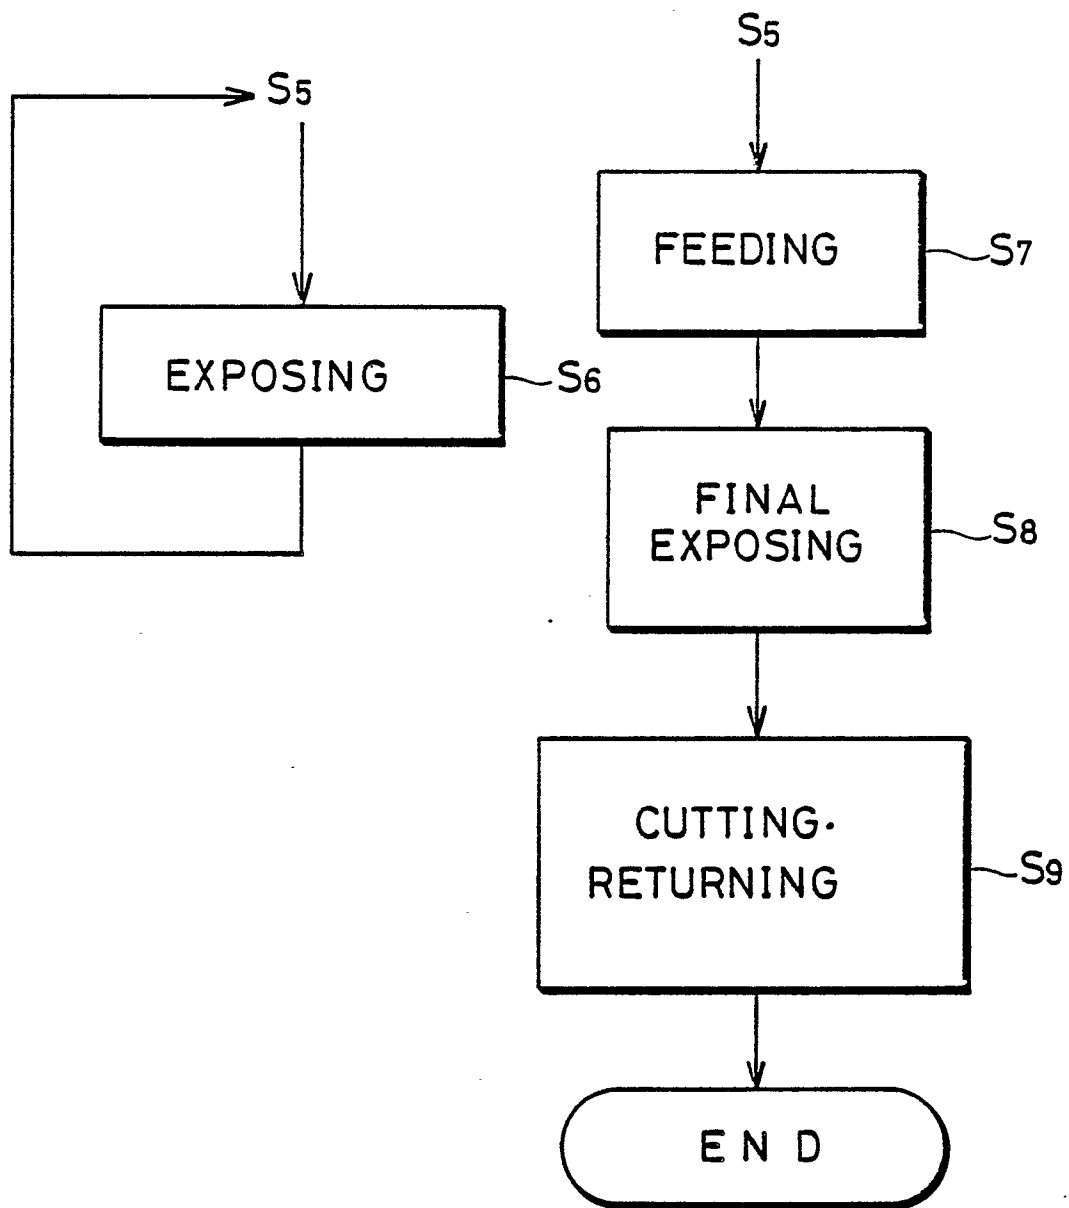 S5
EXPOSING
S6
S5
FEEDING
S7
FINAL
EXPOSING
S8
CUTTING·
RETURNING
S9
END